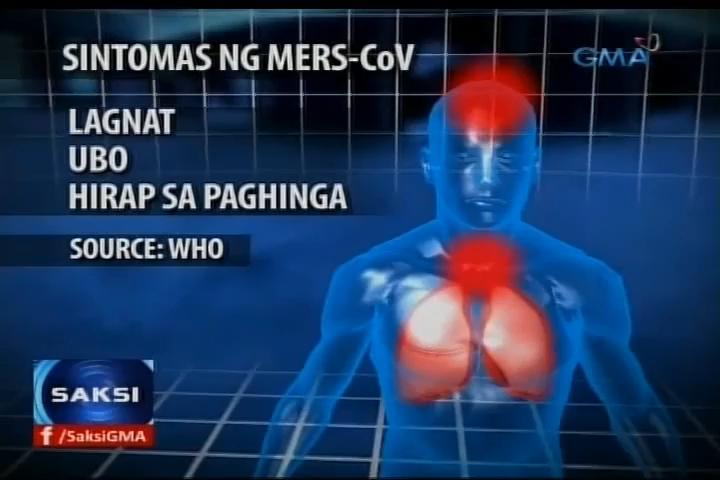 SINTOMAS NG MERS-CoV
GMA
LAGNAT
UBO
HIRAP SA PAGHINGA
SOURCE: WHO
SAKSI
f /SaksiGMA